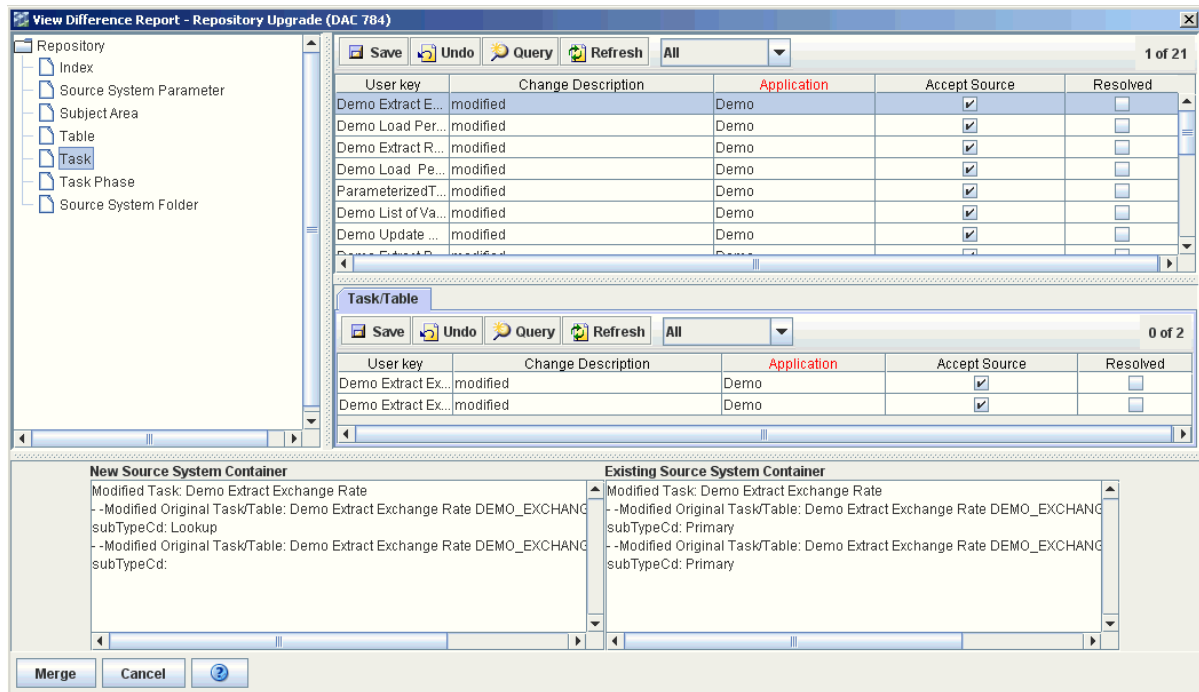 View Difference Report - Repository Upgrade (DAC 784)
Repository
Index
Source System Parameter
Subject Area
Table
Task
Task Phase
Source System Folder
Save Undo Query Refresh All 1 of 21
User key Change Description Application Accept Source Resolved
Demo Extract E... modified Demo
Demo Load Per... modified Demo
Demo Extract R... modified Demo
Demo Load Pe... modified Demo
ParameterizedT... modified Demo
Demo List of Va... modified Demo
Demo Update ... modified Demo
Task/Table
Save Undo Query Refresh All 0 of 2
User key Change Description Application Accept Source Resolved
Demo Extract Ex... modified Demo
Demo Extract Ex... modified Demo
New Source System Container
Modified Task: Demo Extract Exchange Rate
- -Modified Original Task/Table: Demo Extract Exchange Rate DEMO_EXCHANG
subTypeCd: Lookup
- -Modified Original Task/Table: Demo Extract Exchange Rate DEMO_EXCHANG
subTypeCd:
Existing Source System Container
Modified Task: Demo Extract Exchange Rate
- -Modified Original Task/Table: Demo Extract Exchange Rate DEMO_EXCHANG
subTypeCd: Primary
- -Modified Original Task/Table: Demo Extract Exchange Rate DEMO_EXCHANG
subTypeCd: Primary
Merge Cancel ?